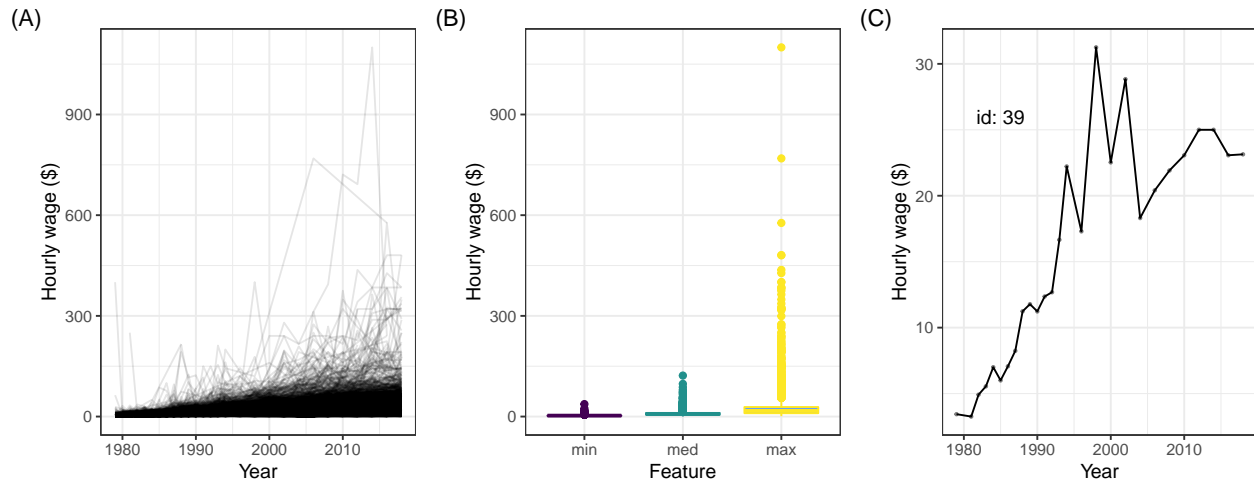 (A)
Hourly wage ($)
900
600
300
0
1980 1990 2000 2010
Year
(B)
Hourly wage ($)
900
600
300
0
min med max
Feature
(C)
Hourly wage ($)
30
20
10
id: 39
1980 1990 2000 2010
Year